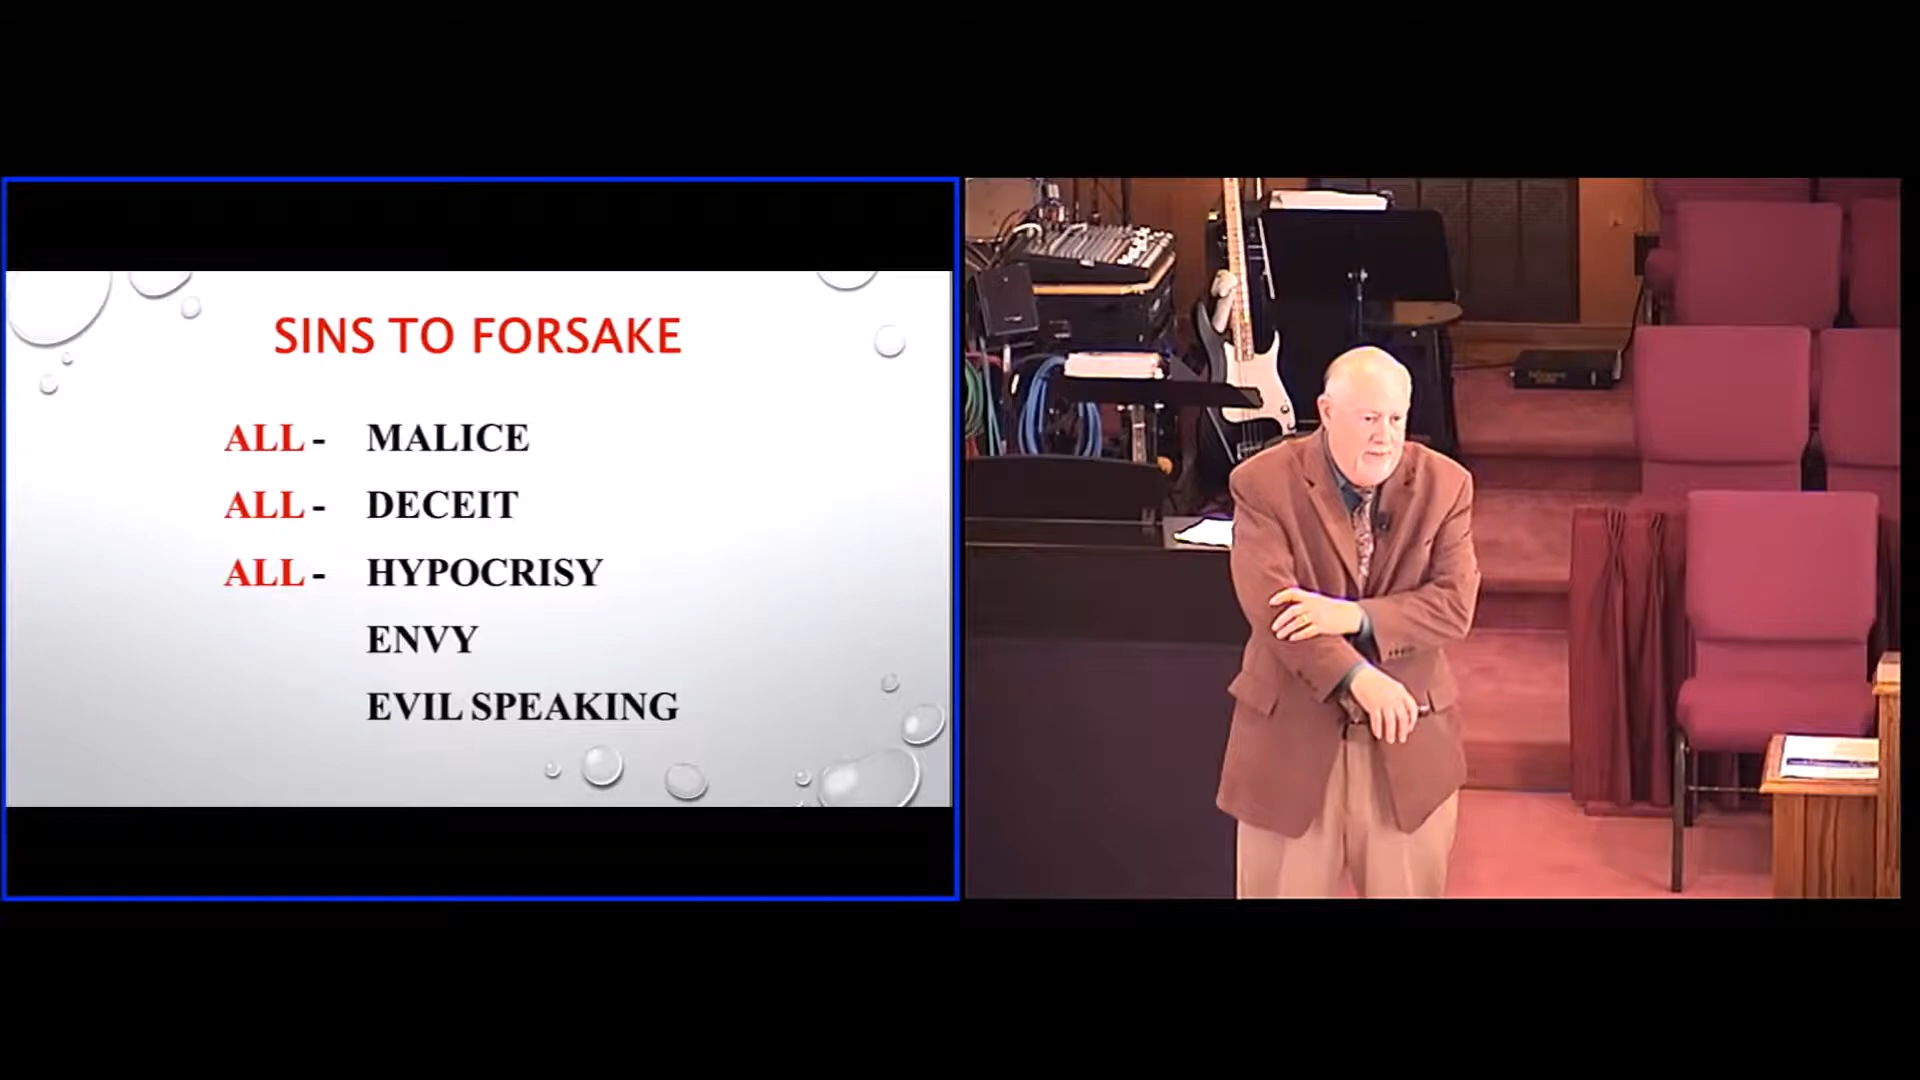 SINS TO FORSAKE
ALL - MALICE
ALL - DECEIT
ALL - HYPOCRISY
ENVY
EVIL SPEAKING